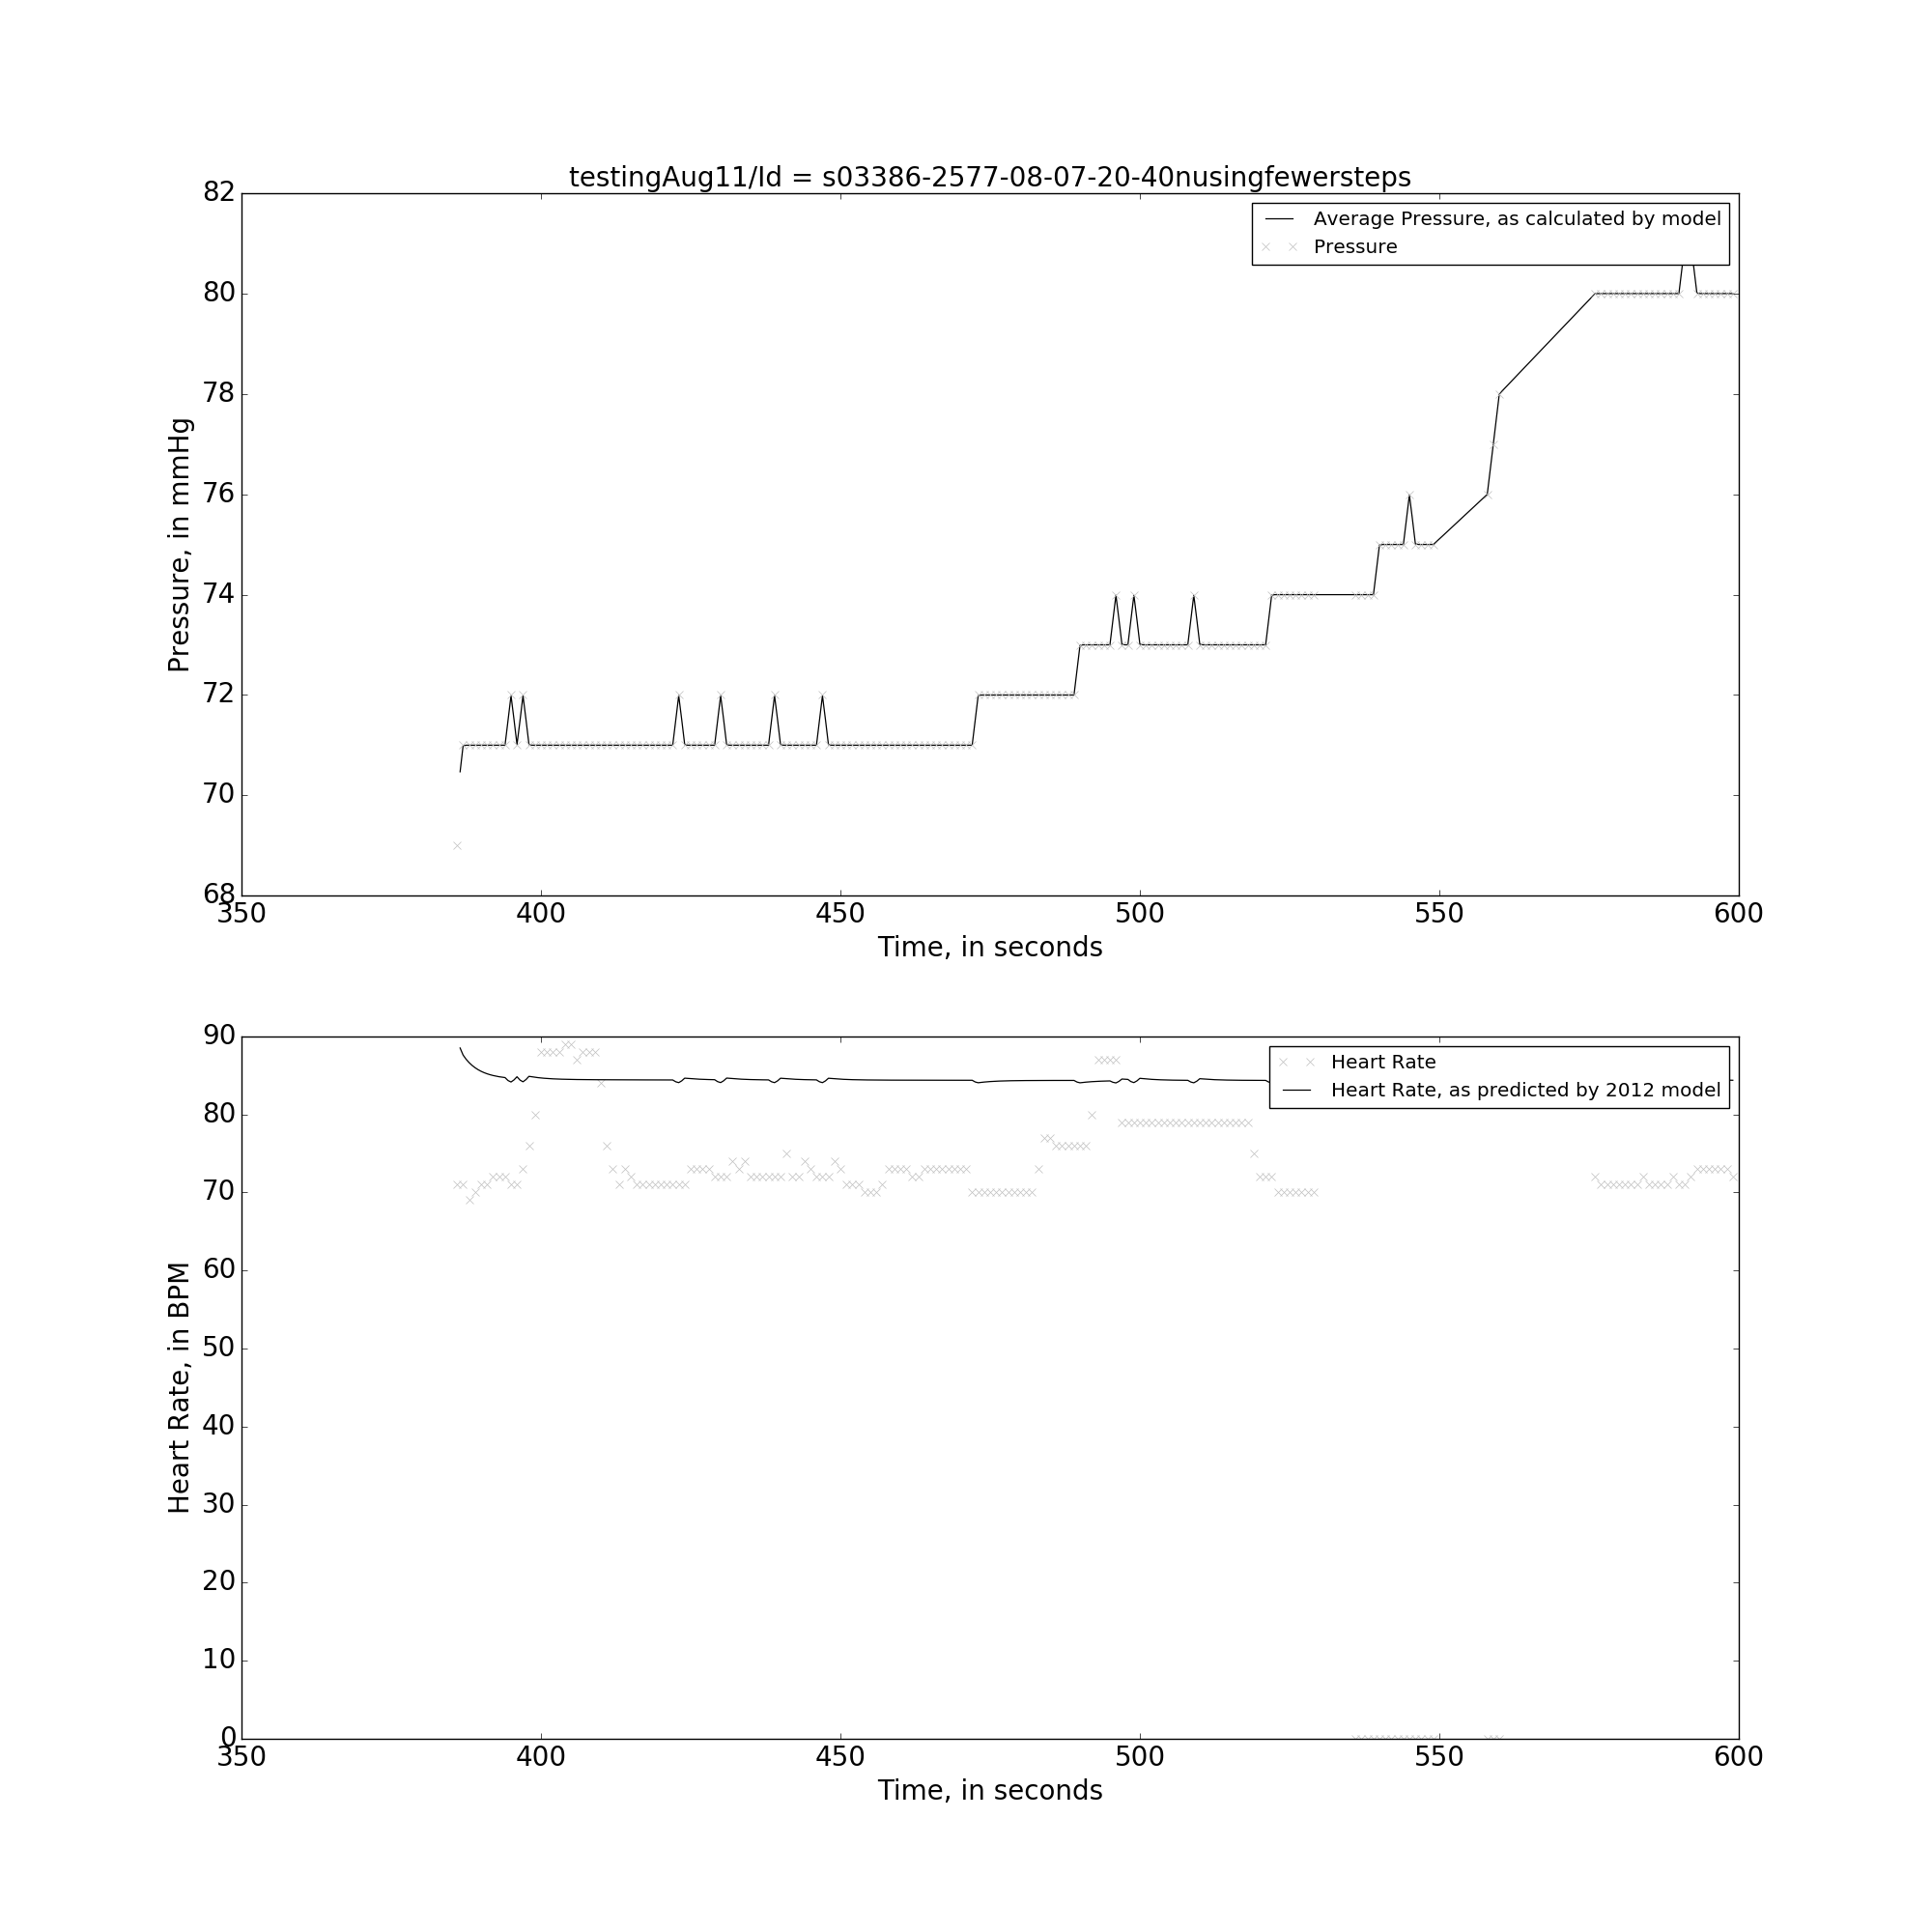 testingAug11/Id = s03386-2577-08-07-20-40nusingfewersteps
82
80
78
76
74
72
70
68
Pressure, in mmHg
Average Pressure, as calculated by model
Pressure
350 400 450 500 550 600
Time, in seconds
90
80
70
60
50
40
30
20
10
0
Heart Rate, in BPM
Heart Rate
Heart Rate, as predicted by 2012 model
350 400 450 500 550 600
Time, in seconds